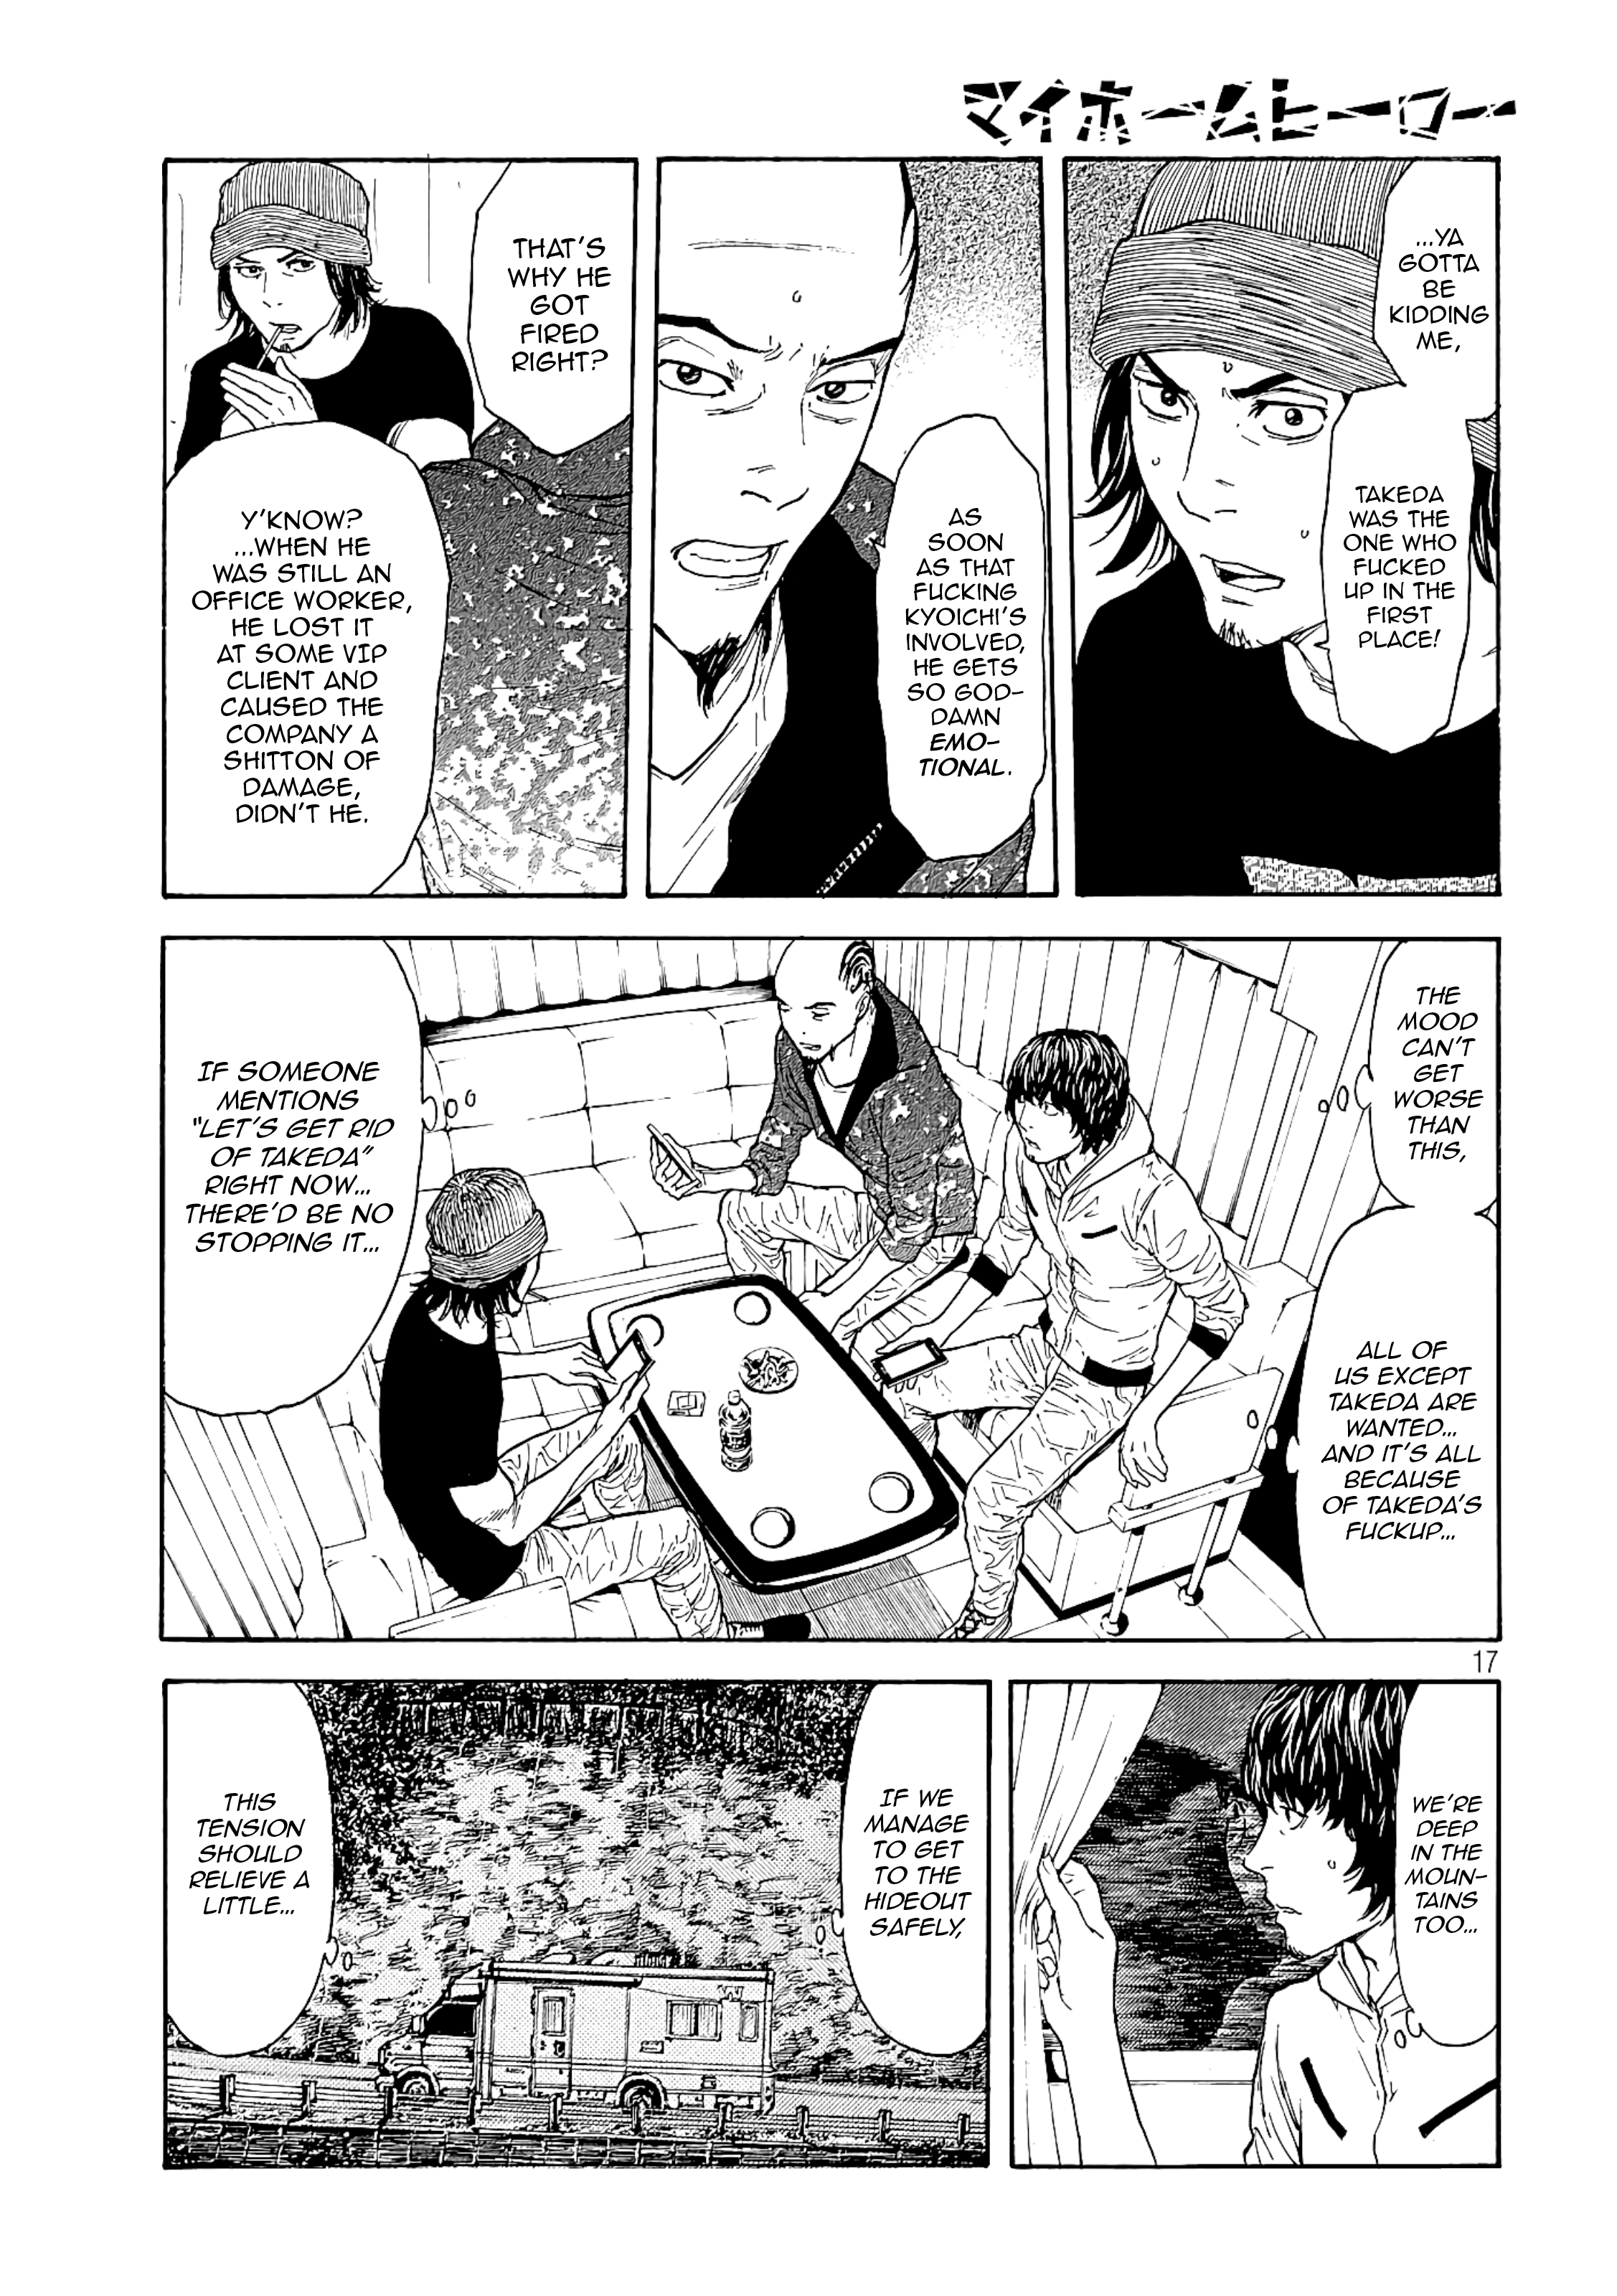 マイホームヒーロー
...YA
GOTTA
BE
KIDDING
ME,
TAKEDA
WAS THE
ONE WHO
FUCKED
UP IN THE
FIRST
PLACE!
AS
SOON
AS THAT
FUCKING
KYOICHI'S
INVOLVED,
HE GETS
SO GOD-
DAMN
EMO-
TIONAL.
THAT'S
WHY HE
GOT
FIRED
RIGHT?
Y'KNOW?
...WHEN HE
WAS STILL AN
OFFICE WORKER,
HE LOST IT
AT SOME VIP
CLIENT AND
CAUSED THE
COMPANY A
SHITTON OF
DAMAGE,
DIDN'T HE.
THE
MOOD
CAN'T
GET
WORSE
THAN
THIS,
ALL OF
US EXCEPT
TAKEDA ARE
WANTED...
AND IT'S ALL
BECAUSE
OF TAKEDA'S
FUCKUP...
IF SOMEONE
MENTIONS
"LET'S GET RID
OF TAKEDA"
RIGHT NOW...
THERE'D BE NO
STOPPING IT...
17
WE'RE
DEEP
IN THE
MOUN-
TAINS
TOO...
IF WE
MANAGE
TO GET
TO THE
HIDEOUT
SAFELY,
THIS
TENSION
SHOULD
RELIEVE A
LITTLE...